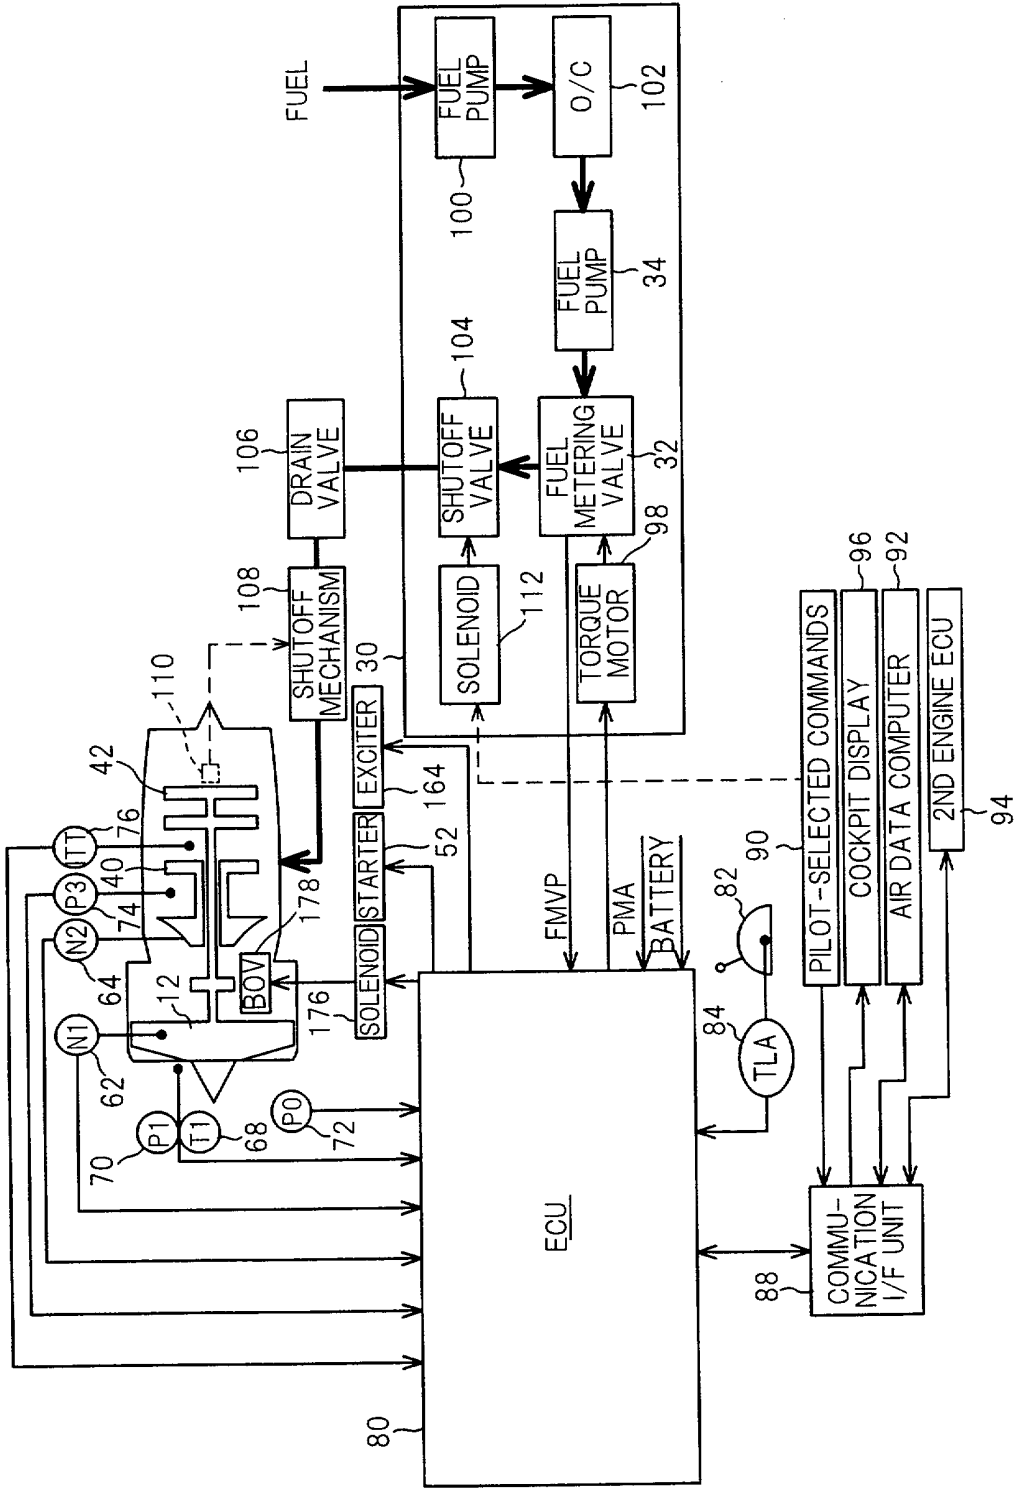 FUEL
FUEL
PUMP
100
O/C
102
FUEL
PUMP
34
SHUTOFF
VALVE
104
FUEL
METERING
VALVE
32
DRAIN
VALVE
106
SHUTOFF
MECHANISM
108
SOLENOID
112
TORQUE
MOTOR
98
30
110
42
ITT
76
40
P3
74
N2
64
12
N1
62
BOV
178
P1
70
T1
68
P0
72
EXCITER
164
STARTER
52
SOLENOID
176
FMVP
PMA
BATTERY
ECU
80
82
TLA
84
COMMU-
NICATION
I/F UNIT
88
PILOT-SELECTED COMMANDS
90
COCKPIT DISPLAY
96
AIR DATA COMPUTER
92
2ND ENGINE ECU
94